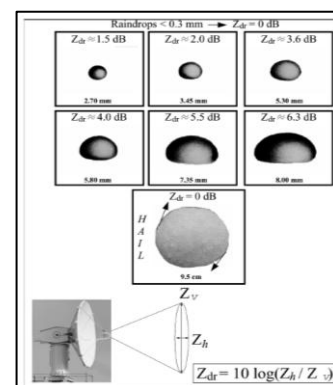 Raindrops < 0.3 mm → Zdr = 0 dB
Zdr ≈ 1.5 dB
Zdr ≈ 2.0 dB
Zdr ≈ 3.6 dB
2.70 mm
3.45 mm
5.30 mm
Zdr ≈ 4.0 dB
Zdr ≈ 5.5 dB
Zdr ≈ 6.3 dB
5.80 mm
7.35 mm
8.00 mm
Zdr = 0 dB
HAIL
9.5 cm
Zv
Zh
Zdr = 10 log(Zh / Zv)